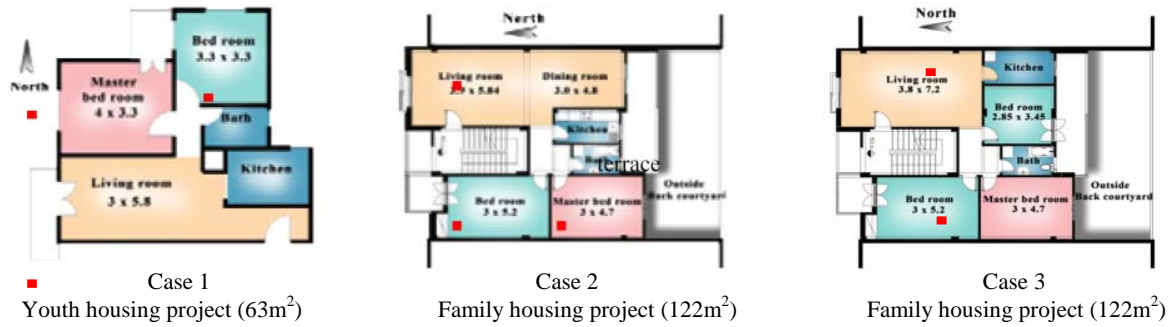 North
Bed room
3.3 x 3.3
Master
bed room
4 x 3.3
Bath
Kitchen
Living room
3 x 5.8
Case 1
Youth housing project (63m²)
North
Living room
3.9 x 5.84
Dining room
3.0 x 4.8
Kitchen
terrace
Bed room
3 x 5.2
Master bed room
3 x 4.7
Outside
Back courtyard
Case 2
Family housing project (122m²)
North
Living room
3.8 x 7.2
Kitchen
Bed room
2.85 x 3.45
Bath
Bed room
3 x 5.2
Master bed room
3 x 4.7
Outside
Back courtyard
Case 3
Family housing project (122m²)